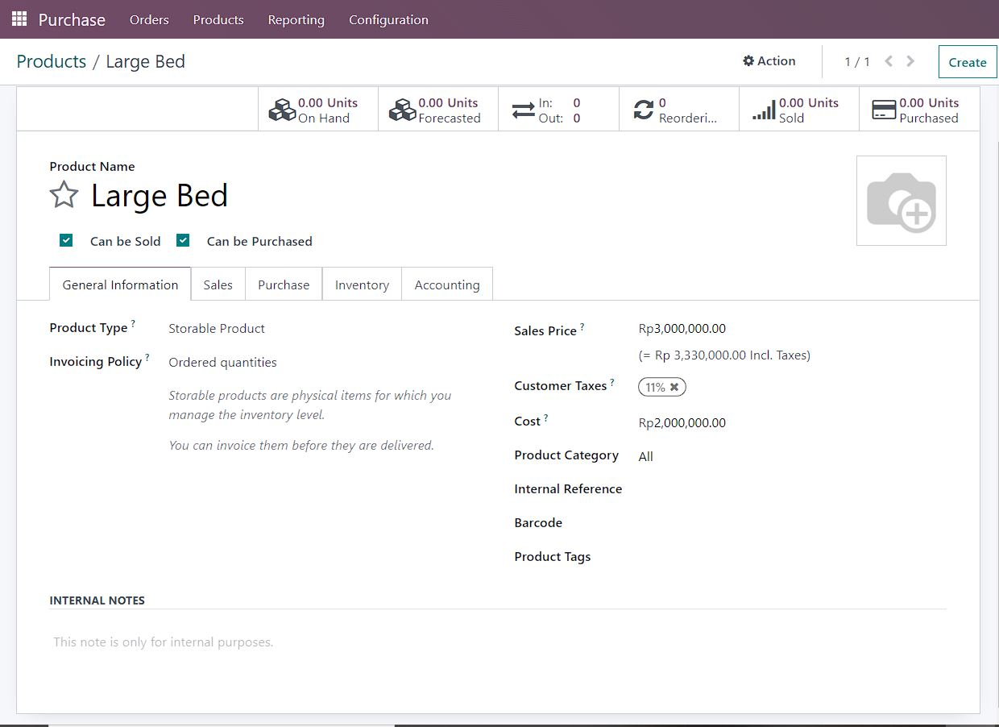 Purchase Orders Products Reporting Configuration
Products / Large Bed Action 1 / 1 Create
0.00 Units On Hand
0.00 Units Forecasted
In: 0
Out: 0
0 Reorderi...
0.00 Units Sold
0.00 Units Purchased
Product Name
Large Bed
Can be Sold Can be Purchased
General Information Sales Purchase Inventory Accounting
Product Type ? Storable Product
Invoicing Policy ? Ordered quantities
Storable products are physical items for which you
manage the inventory level.
You can invoice them before they are delivered.
Sales Price ? Rp3,000,000.00
(= Rp 3,330,000.00 Incl. Taxes)
Customer Taxes ? 11% ✖
Cost ? Rp2,000,000.00
Product Category All
Internal Reference
Barcode
Product Tags
INTERNAL NOTES
This note is only for internal purposes.